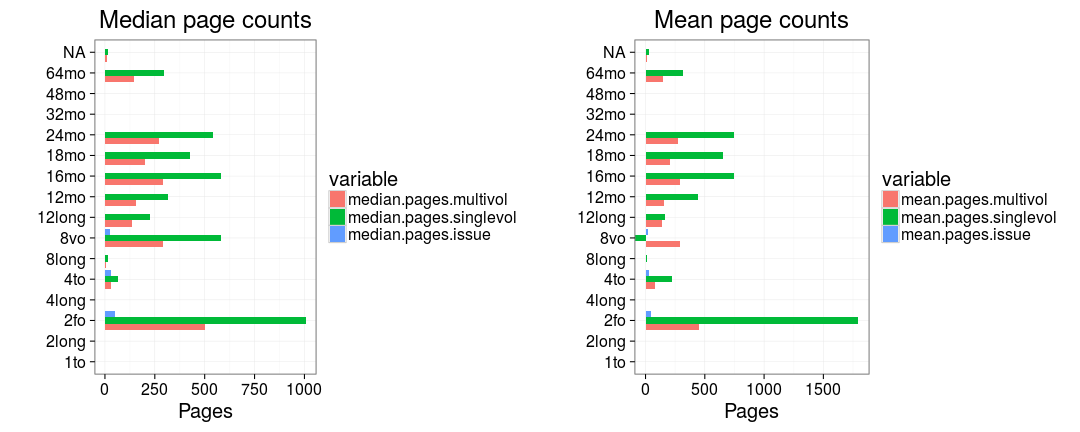 Median page counts
NA
64mo
48mo
32mo
24mo
18mo
16mo
12mo
12long
8vo
8long
4to
4long
2fo
2long
1to
0 250 500 750 1000
Pages
variable
median.pages.multivol
median.pages.singlevol
median.pages.issue
Mean page counts
NA
64mo
48mo
32mo
24mo
18mo
16mo
12mo
12long
8vo
8long
4to
4long
2fo
2long
1to
0 500 1000 1500
Pages
variable
mean.pages.multivol
mean.pages.singlevol
mean.pages.issue